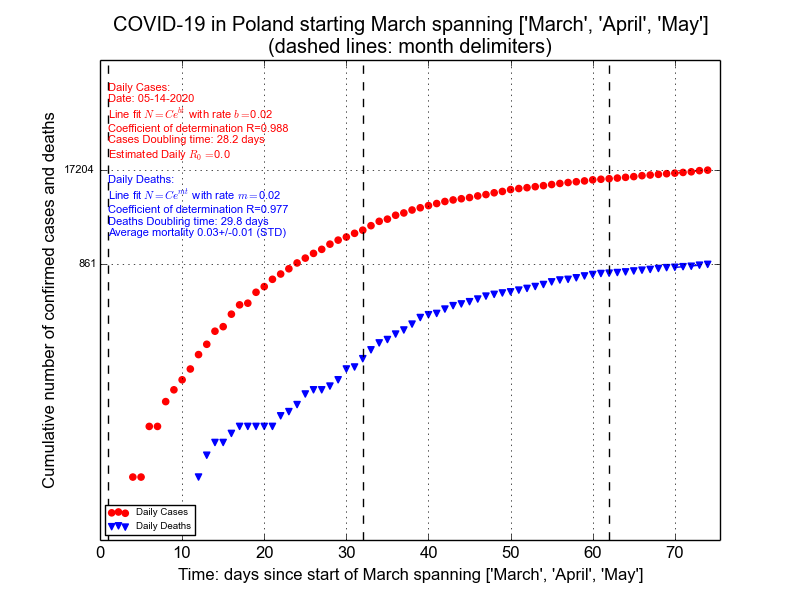 COVID-19 in Poland starting March spanning ['March', 'April', 'May']
(dashed lines: month delimiters)
Daily Cases:
Date: 05-14-2020
Line fit N = Ce^{bt} with rate b =0.02
Coefficient of determination R=0.988
Cases Doubling time: 28.2 days
Estimated Daily R_0 =0.0
Daily Deaths:
Line fit N = Ce^{mt} with rate m =0.02
Coefficient of determination R=0.977
Deaths Doubling time: 29.8 days
Average mortality 0.03+/-0.01 (STD)
Cumulative number of confirmed cases and deaths
17204
861
Daily Cases
Daily Deaths
0 10 20 30 40 50 60 70
Time: days since start of March spanning ['March', 'April', 'May']